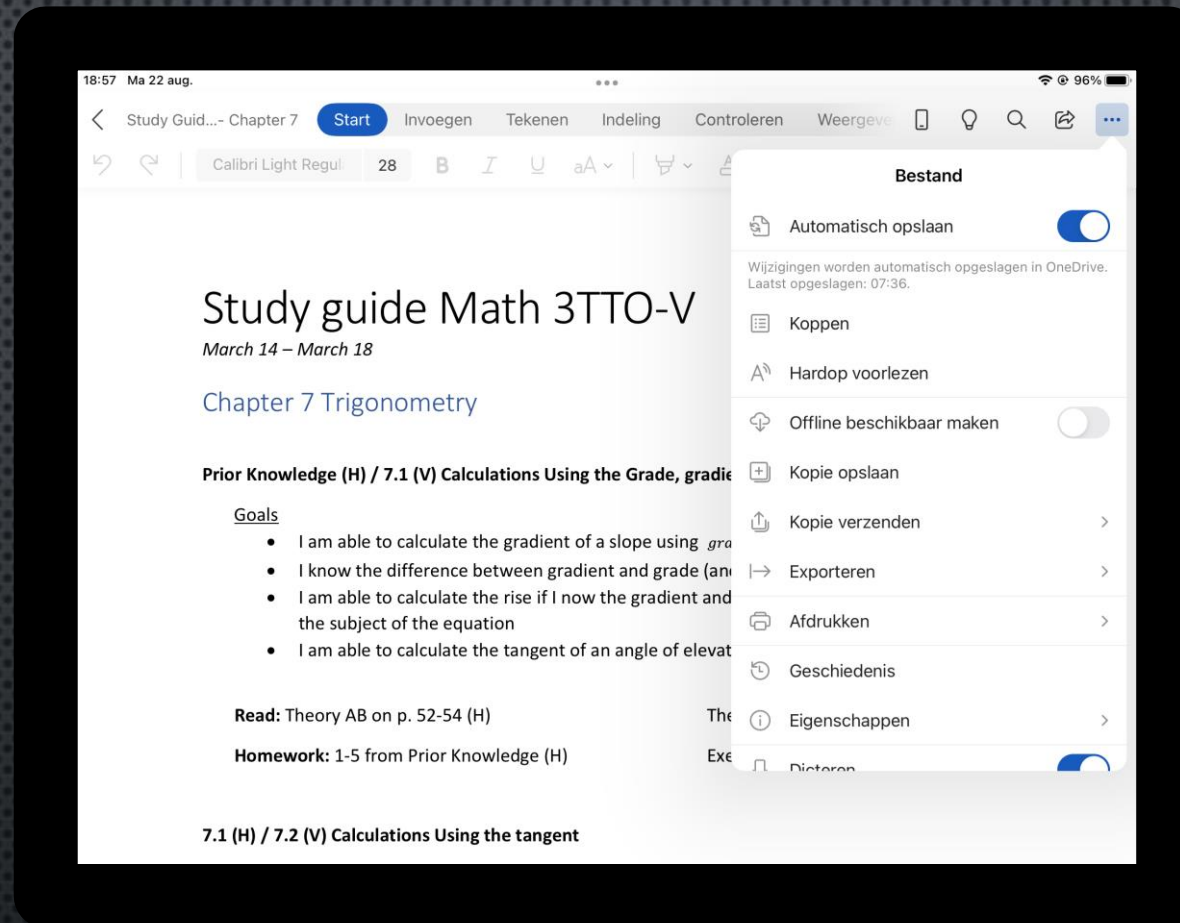 18:57 Ma 22 aug. 96%
Study Guid...- Chapter 7 Start Invoegen Tekenen Indeling Controleren
Calibri Light 28 B I U aA
Bestand
Automatisch opslaan
Wijzigingen worden automatisch opgeslagen in OneDrive.
Laatst opgeslagen: 07:36.
Koppen
Hardop voorlezen
Offline beschikbaar maken
Kopie opslaan
Kopie verzenden
Exporteren
Afdrukken
Geschiedenis
Eigenschappen
Dicteren
Study guide Math 3TTO-V
March 14 – March 18
Chapter 7 Trigonometry
Prior Knowledge (H) / 7.1 (V) Calculations Using the Grade,
Goals
• I am able to calculate the gradient of a slope using
• I know the difference between gradient and grade
• I am able to calculate the rise if I now the gradient and
the subject of the equation
• I am able to calculate the tangent of an angle of
Read: Theory AB on p. 52-54 (H)
Homework: 1-5 from Prior Knowledge (H)
7.1 (H) / 7.2 (V) Calculations Using the tangent